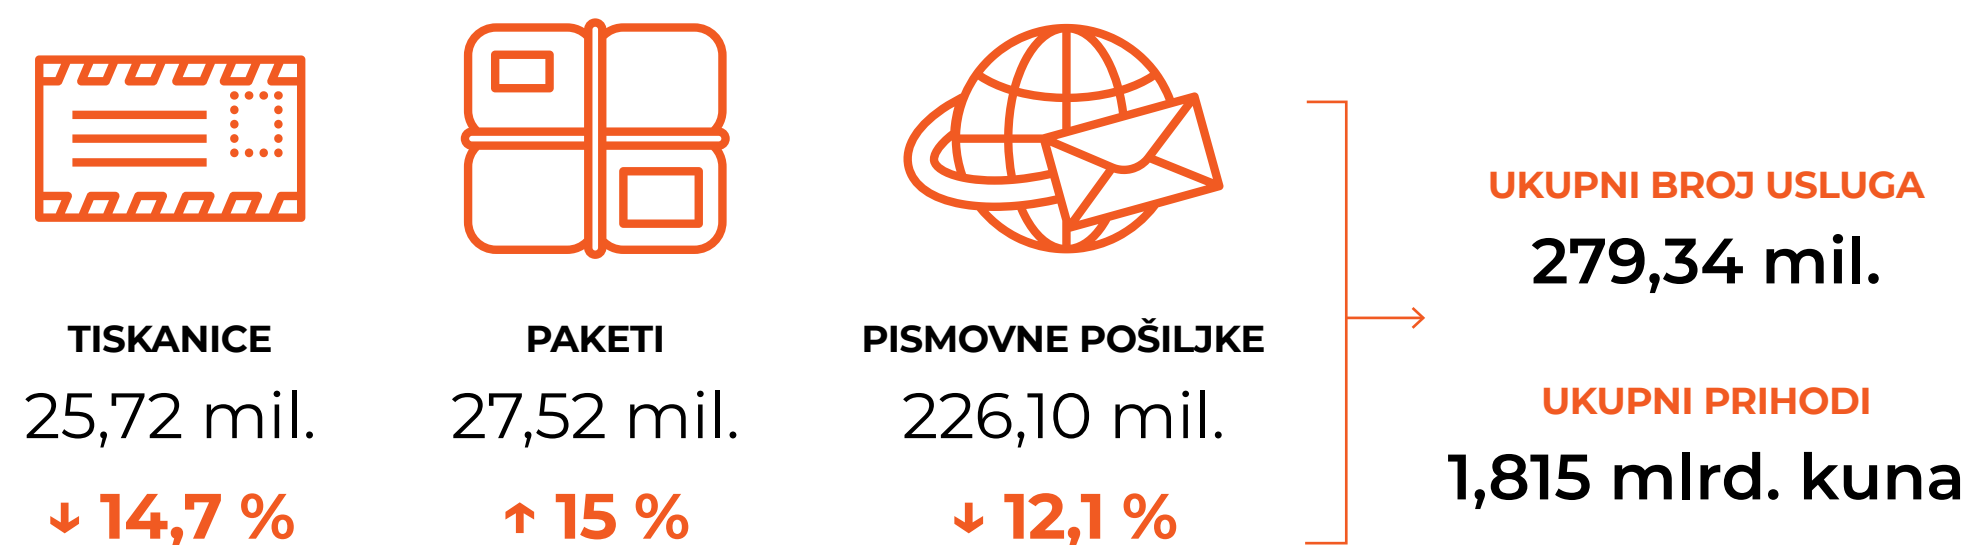 TISKANICE
25,72 mil.
↓ 14,7 %
PAKETI
27,52 mil.
↑ 15 %
PISMOVNE POŠILJKE
226,10 mil.
↓ 12,1 %
UKUPNI BROJ USLUGA
279,34 mil.
UKUPNI PRIHODI
1,815 mlrd. kuna